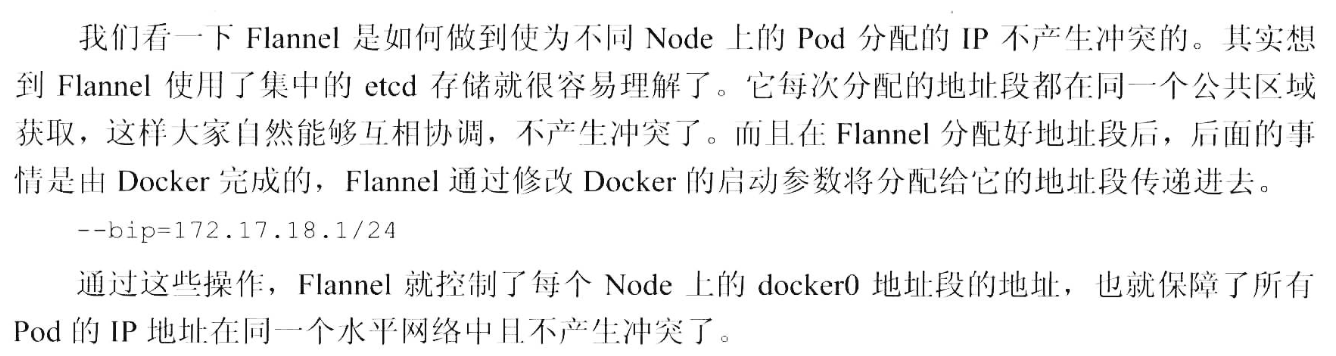 我们看一下 Flannel 是如何做到使为不同 Node 上的 Pod 分配的 IP 不产生冲突的。其实想
到 Flannel 使用了集中的 etcd 存储就很容易理解了。它每次分配的地址段都在同一个公共区域
获取，这样大家自然能够互相协调，不产生冲突了。而且在 Flannel 分配好地址段后，后面的事
情是由 Docker 完成的，Flannel 通过修改 Docker 的启动参数将分配给它的地址段传递进去。
--bip=172.17.18.1/24
通过这些操作，Flannel 就控制了每个 Node 上的 docker0 地址段的地址，也就保障了所有
Pod 的 IP 地址在同一个水平网络中且不产生冲突了。